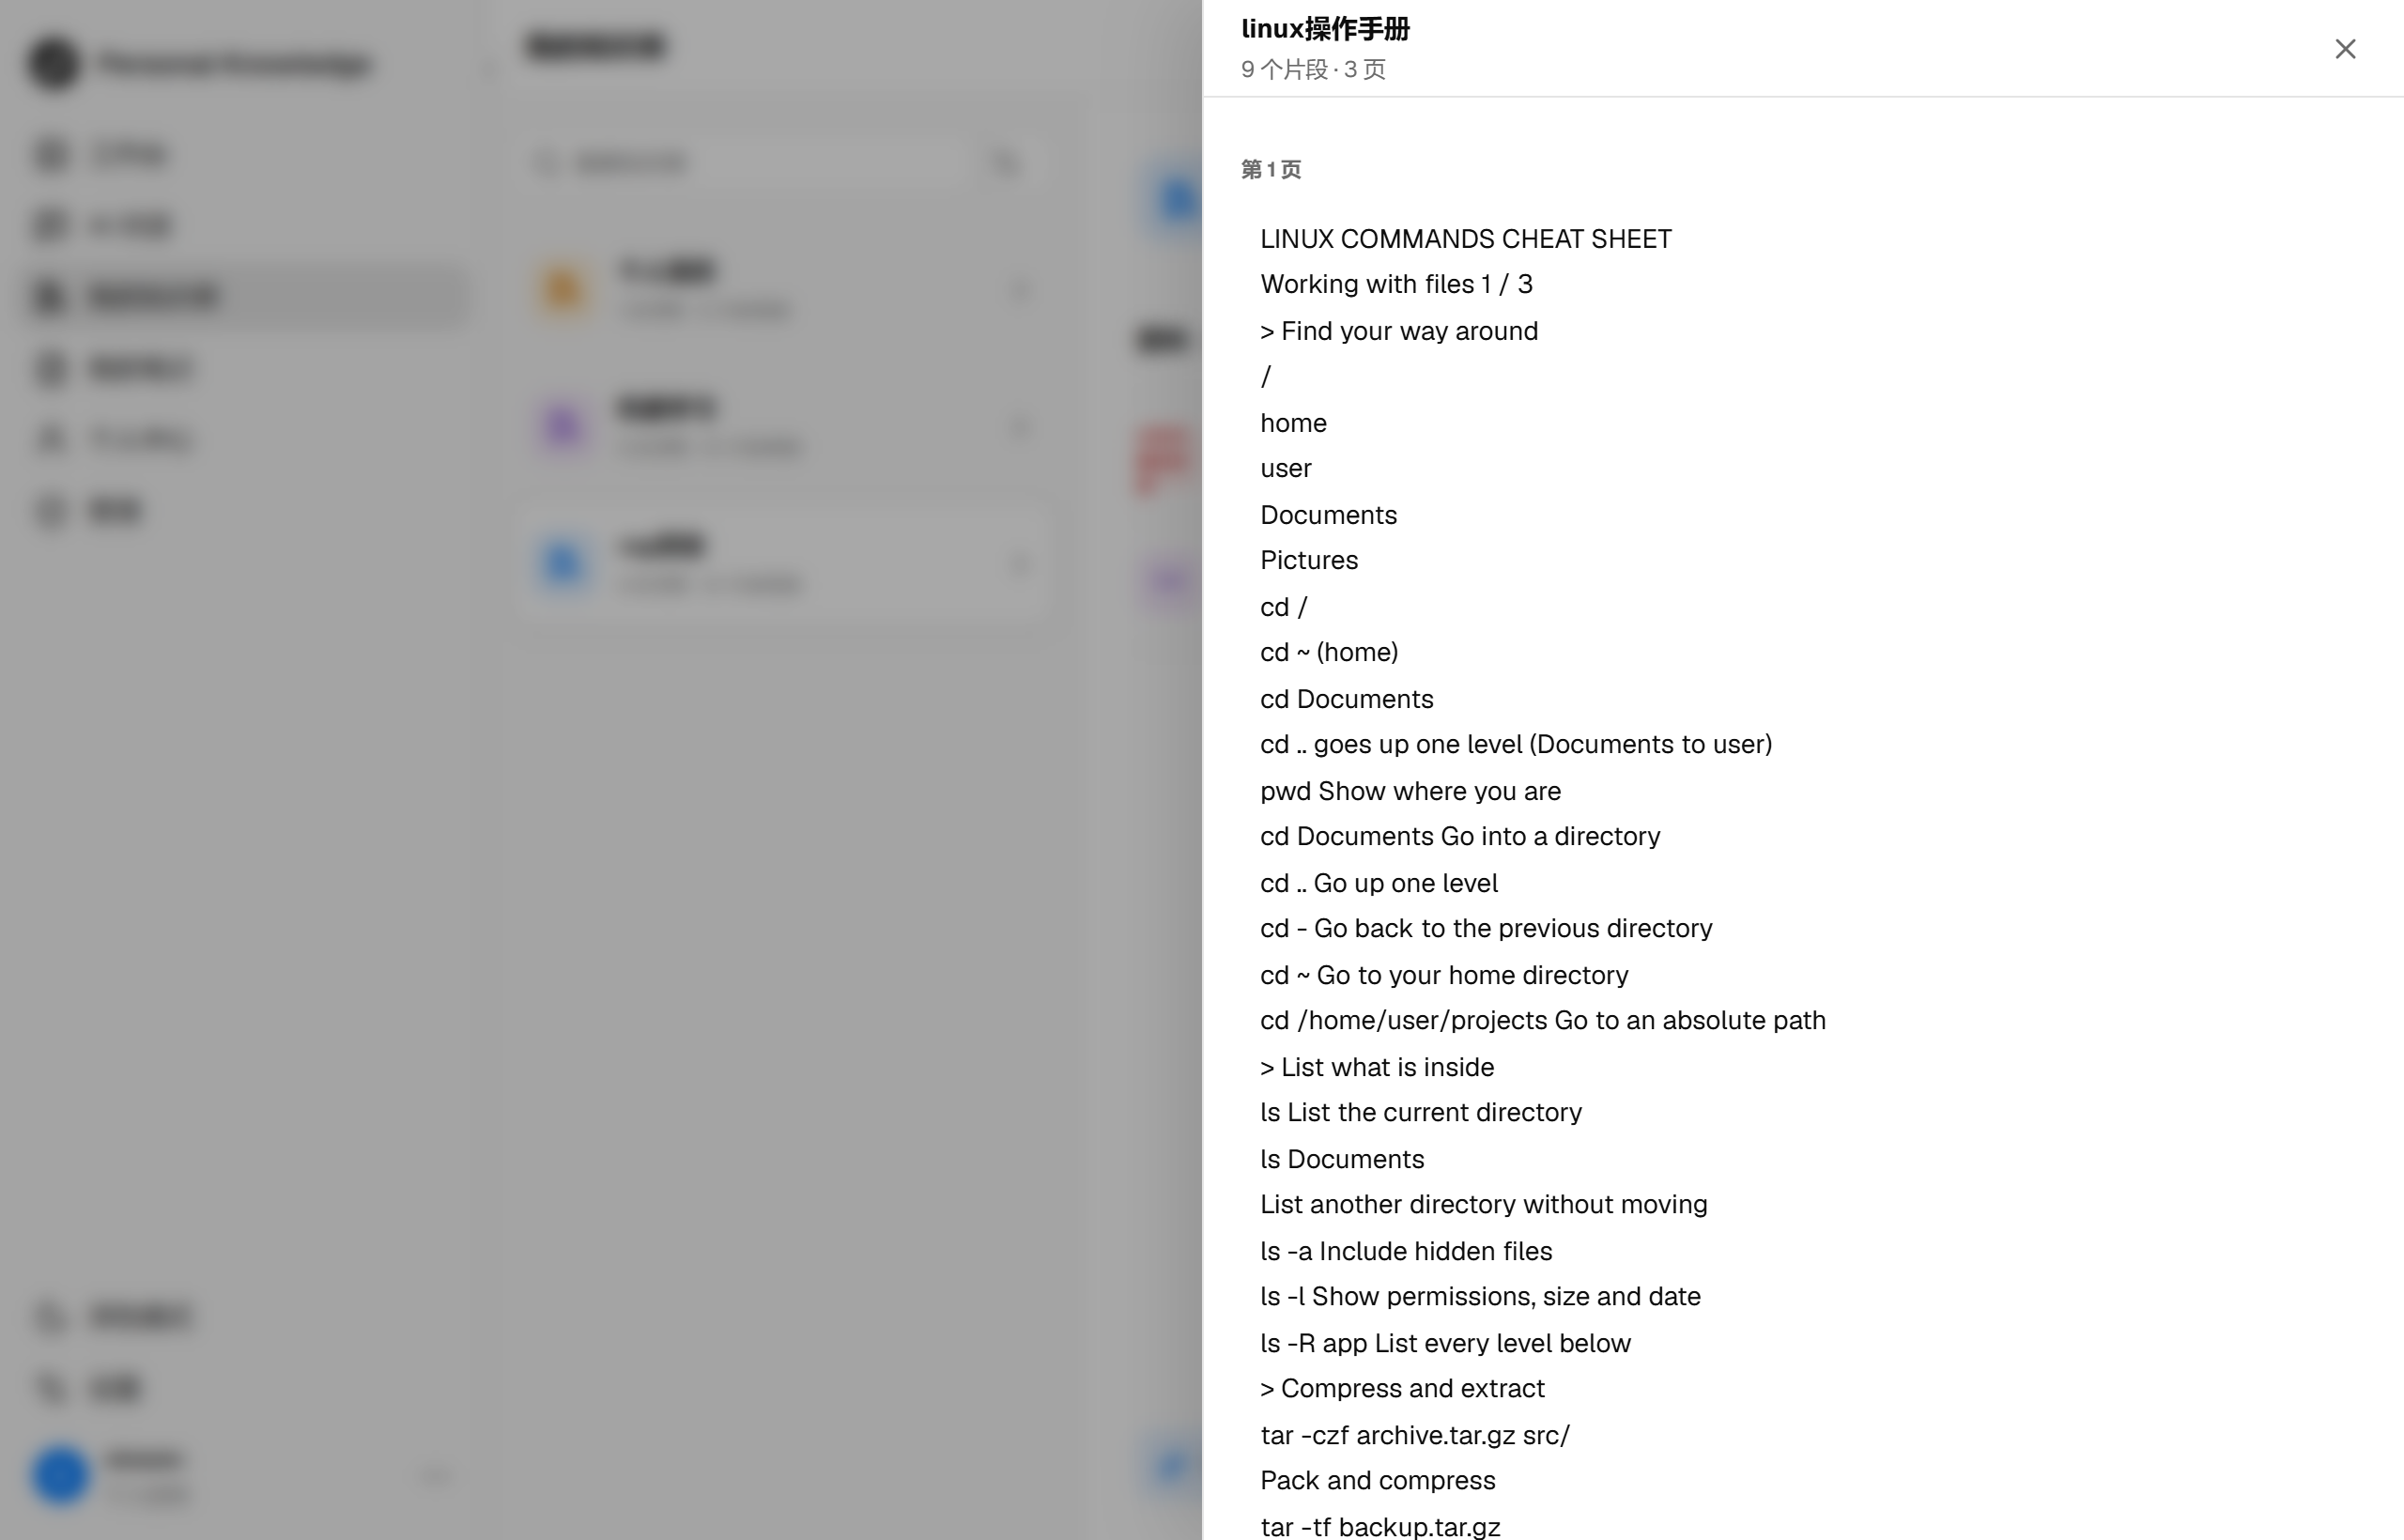 Personal Knowledge
linux操作手册
9 个片段 · 3 页
第 1 页
LINUX COMMANDS CHEAT SHEET
Working with files 1 / 3
> Find your way around
/
home
user
Documents
Pictures
cd /
cd ~ (home)
cd Documents
cd .. goes up one level (Documents to user)
pwd Show where you are
cd Documents Go into a directory
cd .. Go up one level
cd - Go back to the previous directory
cd ~ Go to your home directory
cd /home/user/projects Go to an absolute path
> List what is inside
ls List the current directory
ls Documents
List another directory without moving
ls -a Include hidden files
ls -l Show permissions, size and date
ls -R app List every level below
> Compress and extract
tar -czf archive.tar.gz src/
Pack and compress
tar -tf backup.tar.gz